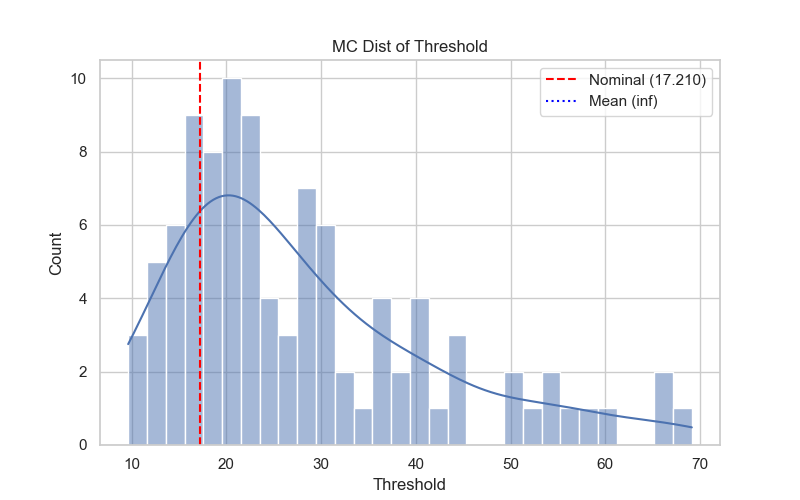 MC Dist of Threshold
Nominal (17.210)
Mean (inf)
10
8
6
4
2
0
Count
10 20 30 40 50 60 70
Threshold